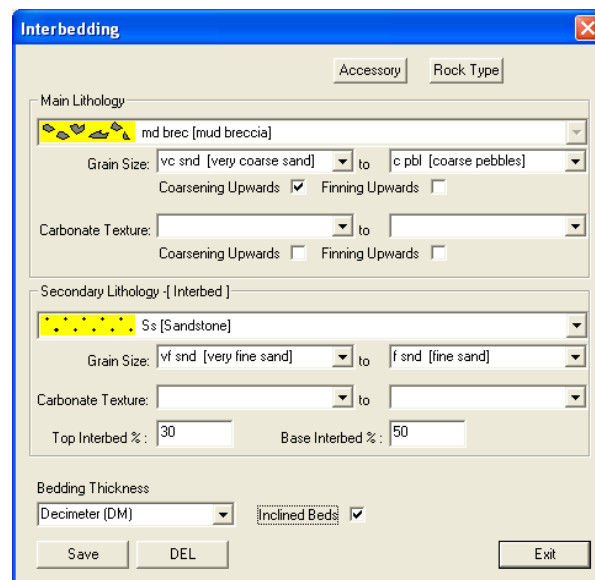 Interbedding
Accessory Rock Type
Main Lithology
md brec [mud breccia]
Grain Size: vc snd [very coarse sand] to c pbl [coarse pebbles]
Coarsening Upwards Finning Upwards
Carbonate Texture: to
Coarsening Upwards Finning Upwards
Secondary Lithology -[ Interbed ]
Ss [Sandstone]
Grain Size: vf snd [very fine sand] to f snd [fine sand]
Carbonate Texture: to
Top Interbed % : 30 Base Interbed % : 50
Bedding Thickness
Decimeter (DM) Inclined Beds
Save DEL Exit